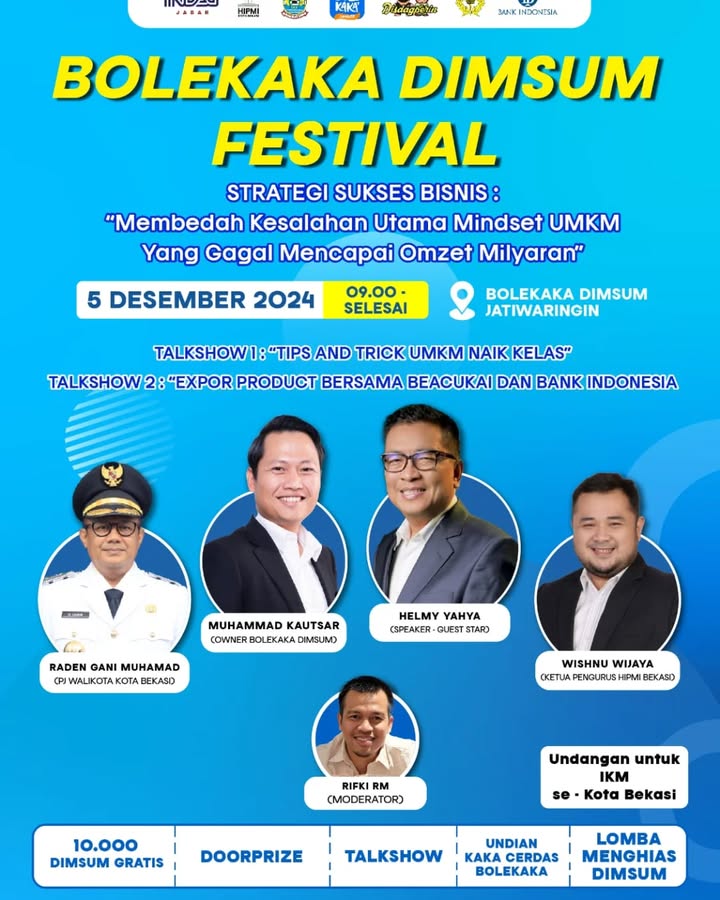 JABAR
HIPMI
KAKA
Disdagperin
BANK INDONESIA
BOLEKAKA DIMSUM
FESTIVAL
STRATEGI SUKSES BISNIS :
"Membedah Kesalahan Utama Mindset UMKM
Yang Gagal Mencapai Omzet Milyaran"
5 DESEMBER 2024
09.00 -
SELESAI
BOLEKAKA DIMSUM
JATIWARINGIN
TALKSHOW 1 : "TIPS AND TRICK UMKM NAIK KELAS"
TALKSHOW 2 : "EXPOR PRODUCT BERSAMA BEACUKAI DAN BANK INDONESIA
MUHAMMAD KAUTSAR
(OWNER BOLEKAKA DIMSUM)
HELMY YAHYA
(SPEAKER - GUEST STAR)
RADEN GANI MUHAMAD
(PJ WALIKOTA KOTA BEKASI)
WISHNU WIJAYA
(KETUA PENGURUS HIPMI BEKASI)
RIFKI RM
(MODERATOR)
Undangan untuk
IKM
se - Kota Bekasi
10.000
DIMSUM GRATIS
DOORPRIZE
TALKSHOW
UNDIAN
KAKA CERDAS
BOLEKAKA
LOMBA
MENGHIAS
DIMSUM